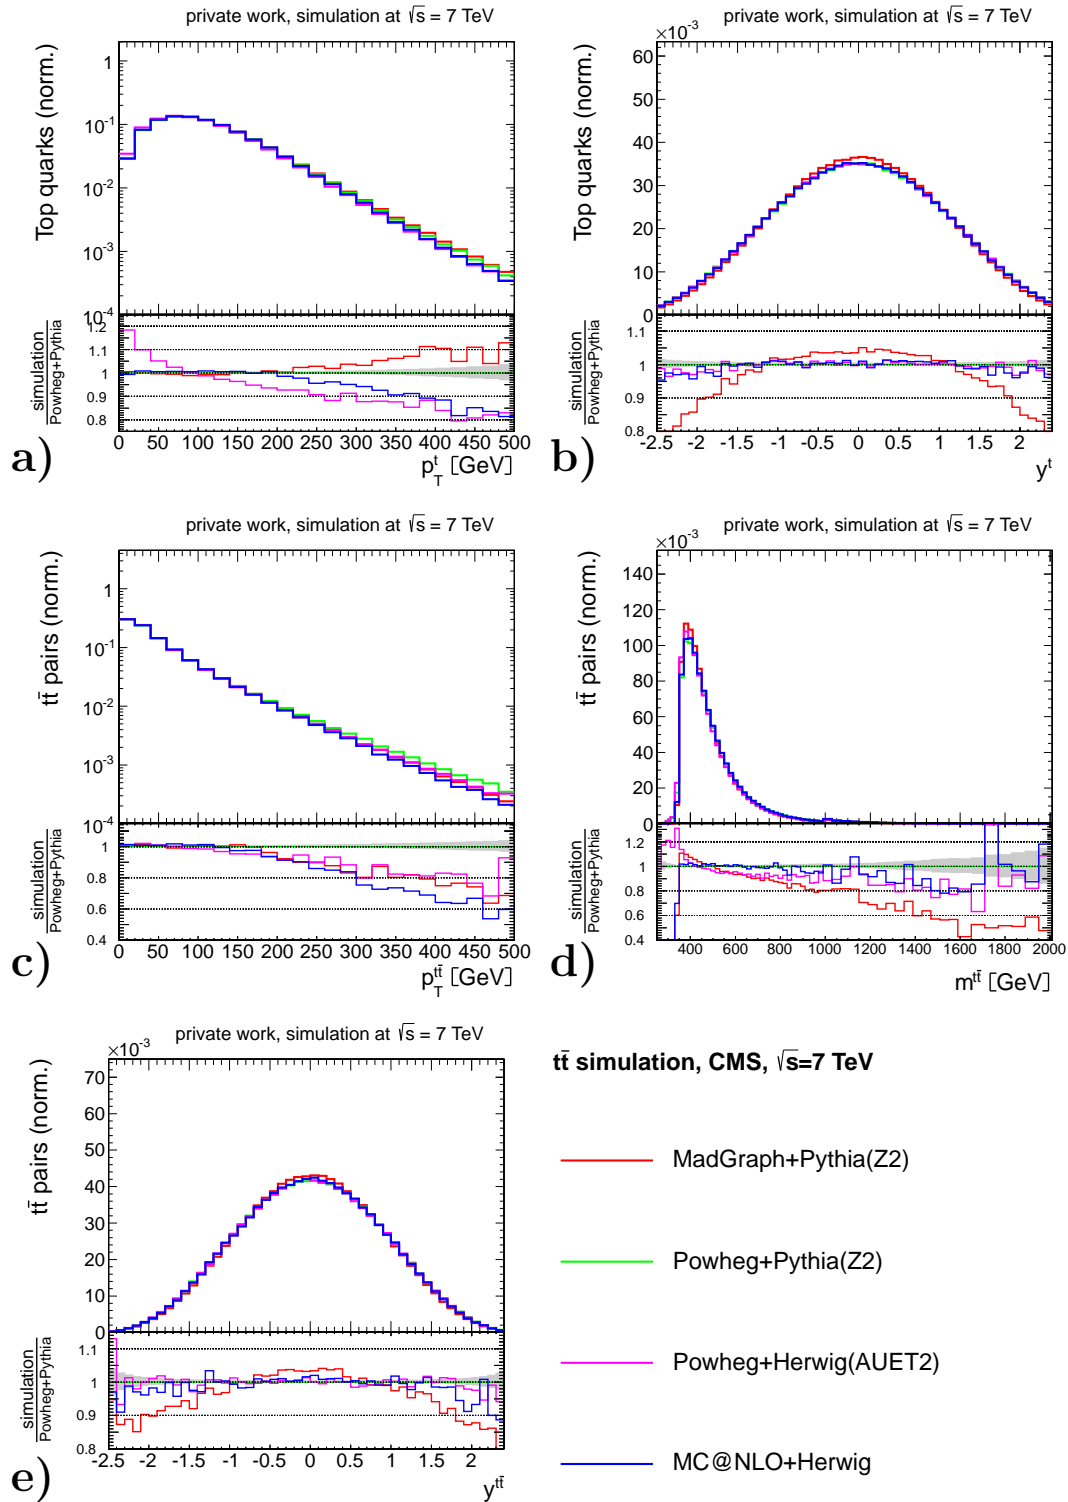 private work, simulation at √s = 7 TeV
Top quarks (norm.)
1
10⁻¹
10⁻²
10⁻³
10⁻⁴
simulation
Powheg+Pythia
1.2
1.1
1
0.9
0.8
0 50 100 150 200 250 300 350 400 450 500
p_T^t [GeV]
a)
private work, simulation at √s = 7 TeV
×10⁻³
Top quarks (norm.)
60
50
40
30
20
10
0
simulation
Powheg+Pythia
1.1
1
0.9
0.8
-2.5 -2 -1.5 -1 -0.5 0 0.5 1 1.5 2
y^t
b)
private work, simulation at √s = 7 TeV
tt̄ pairs (norm.)
1
10⁻¹
10⁻²
10⁻³
10⁻⁴
simulation
Powheg+Pythia
1
0.8
0.6
0.4
0 50 100 150 200 250 300 350 400 450 500
p_T^tt̄ [GeV]
c)
private work, simulation at √s = 7 TeV
×10⁻³
tt̄ pairs (norm.)
140
120
100
80
60
40
20
0
simulation
Powheg+Pythia
1.2
1
0.8
0.6
0.4
400 600 800 1000 1200 1400 1600 1800 2000
m^tt̄ [GeV]
d)
private work, simulation at √s = 7 TeV
×10⁻³
tt̄ pairs (norm.)
70
60
50
40
30
20
10
0
simulation
Powheg+Pythia
1.1
1
0.9
0.8
-2.5 -2 -1.5 -1 -0.5 0 0.5 1 1.5 2
y^tt̄
e)
tt̄ simulation, CMS, √s=7 TeV
MadGraph+Pythia(Z2)
Powheg+Pythia(Z2)
Powheg+Herwig(AUET2)
MC@NLO+Herwig